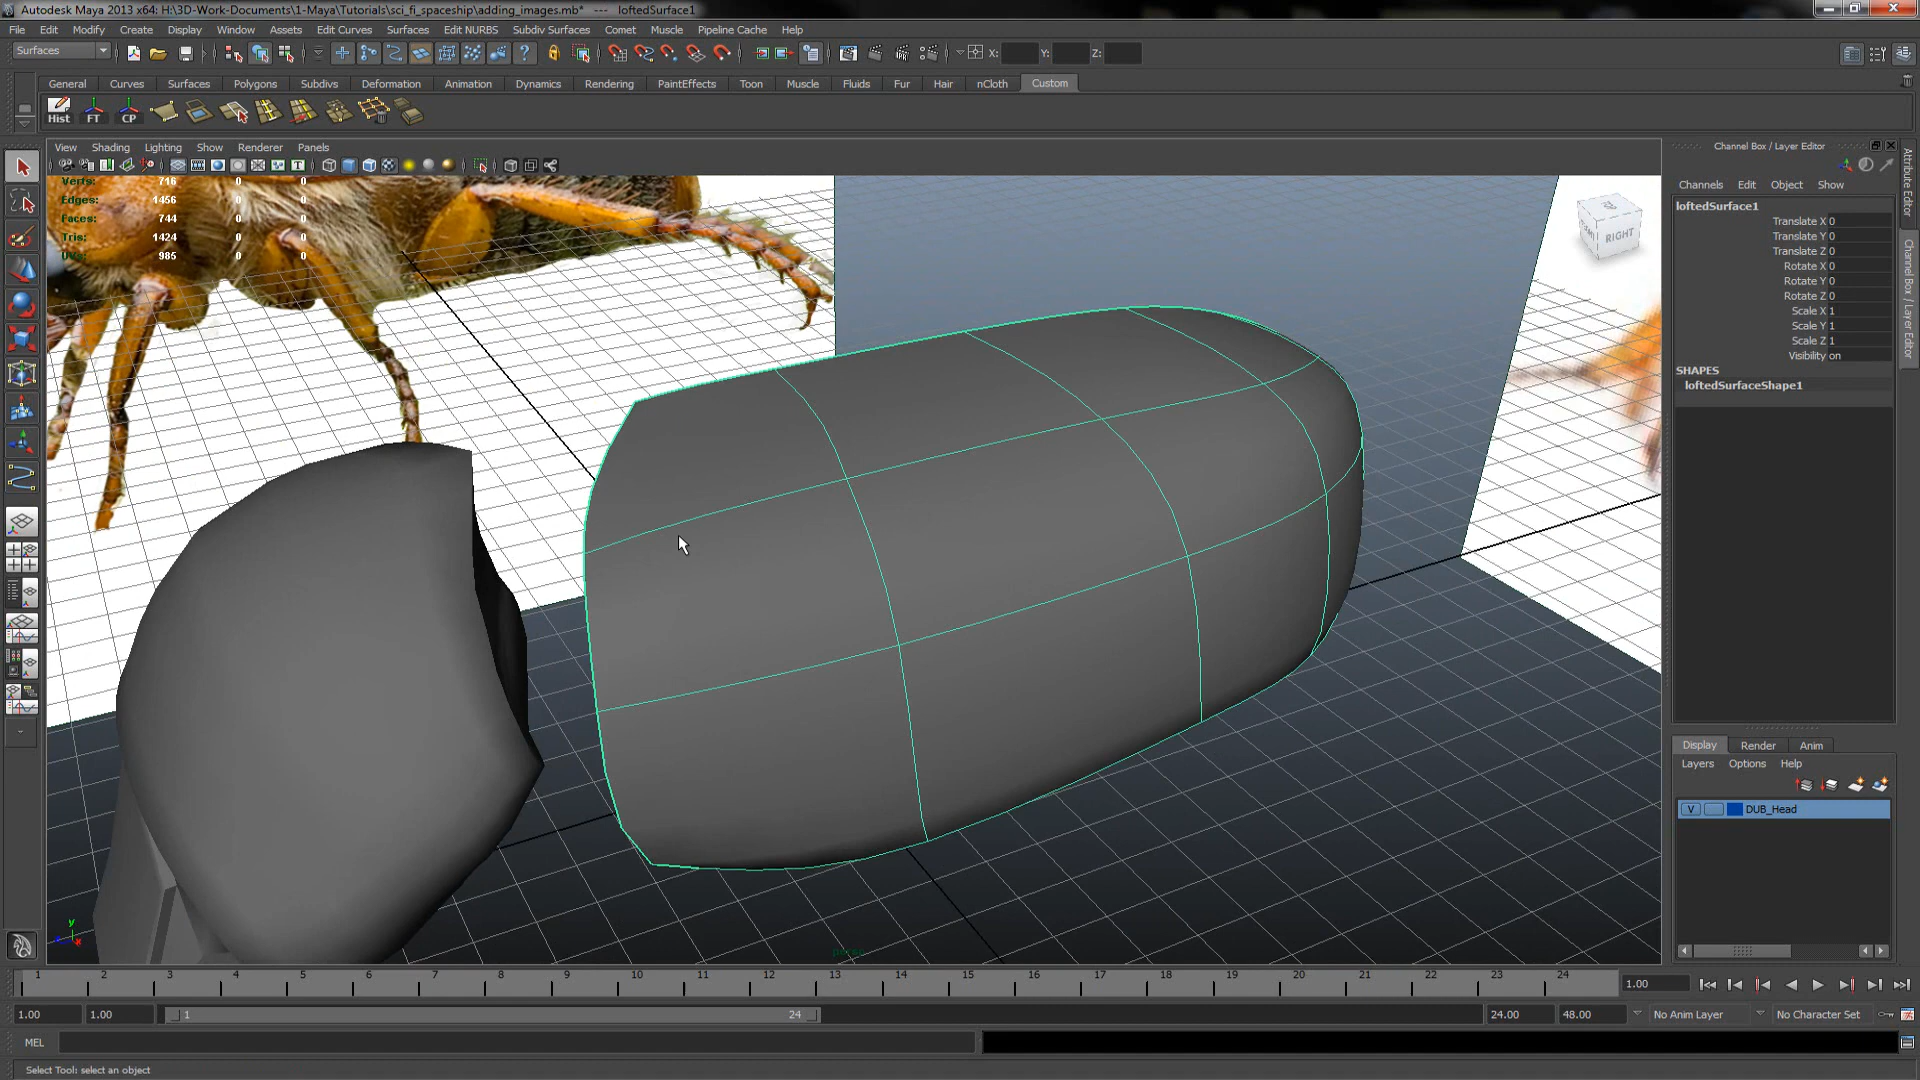 Autodesk Maya 2013 x64: H:\3D-Work-Documents\1-Maya\Tutorials\sci_fi_spaceship\adding_images.mb*  ---  loftedSurface1
File Edit Modify Create Display Window Assets Edit Curves Surfaces Edit NURBS Subdiv Surfaces Comet Muscle Pipeline Cache Help
Surfaces X: Y: Z:
General Curves Surfaces Polygons Subdivs Deformation Animation Dynamics Rendering PaintEffects Toon Muscle Fluids Fur Hair nCloth Custom
Hist FT CP
View Shading Lighting Show Renderer Panels
Channel Box / Layer Editor
Channels Edit Object Show
Verts: 716 0 0
Edges: 1456 0 0
Faces: 744 0 0
Tris: 1424 0 0
UVs: 985 0 0
TOP
RIGHT
loftedSurface1
Translate X 0
Translate Y 0
Translate Z 0
Rotate X 0
Rotate Y 0
Rotate Z 0
Scale X 1
Scale Y 1
Scale Z 1
Visibility on
SHAPES
loftedSurfaceShape1
Attribute Editor
Channel Box / Layer Editor
Display Render Anim
Layers Options Help
V DUB_Head
y
x
persp
1 2 3 4 5 6 7 8 9 10 11 12 13 14 15 16 17 18 19 20 21 22 23 24
1.00
1.00 1.00 1 24 24.00 48.00 No Anim Layer No Character Set
MEL
Select Tool: select an object